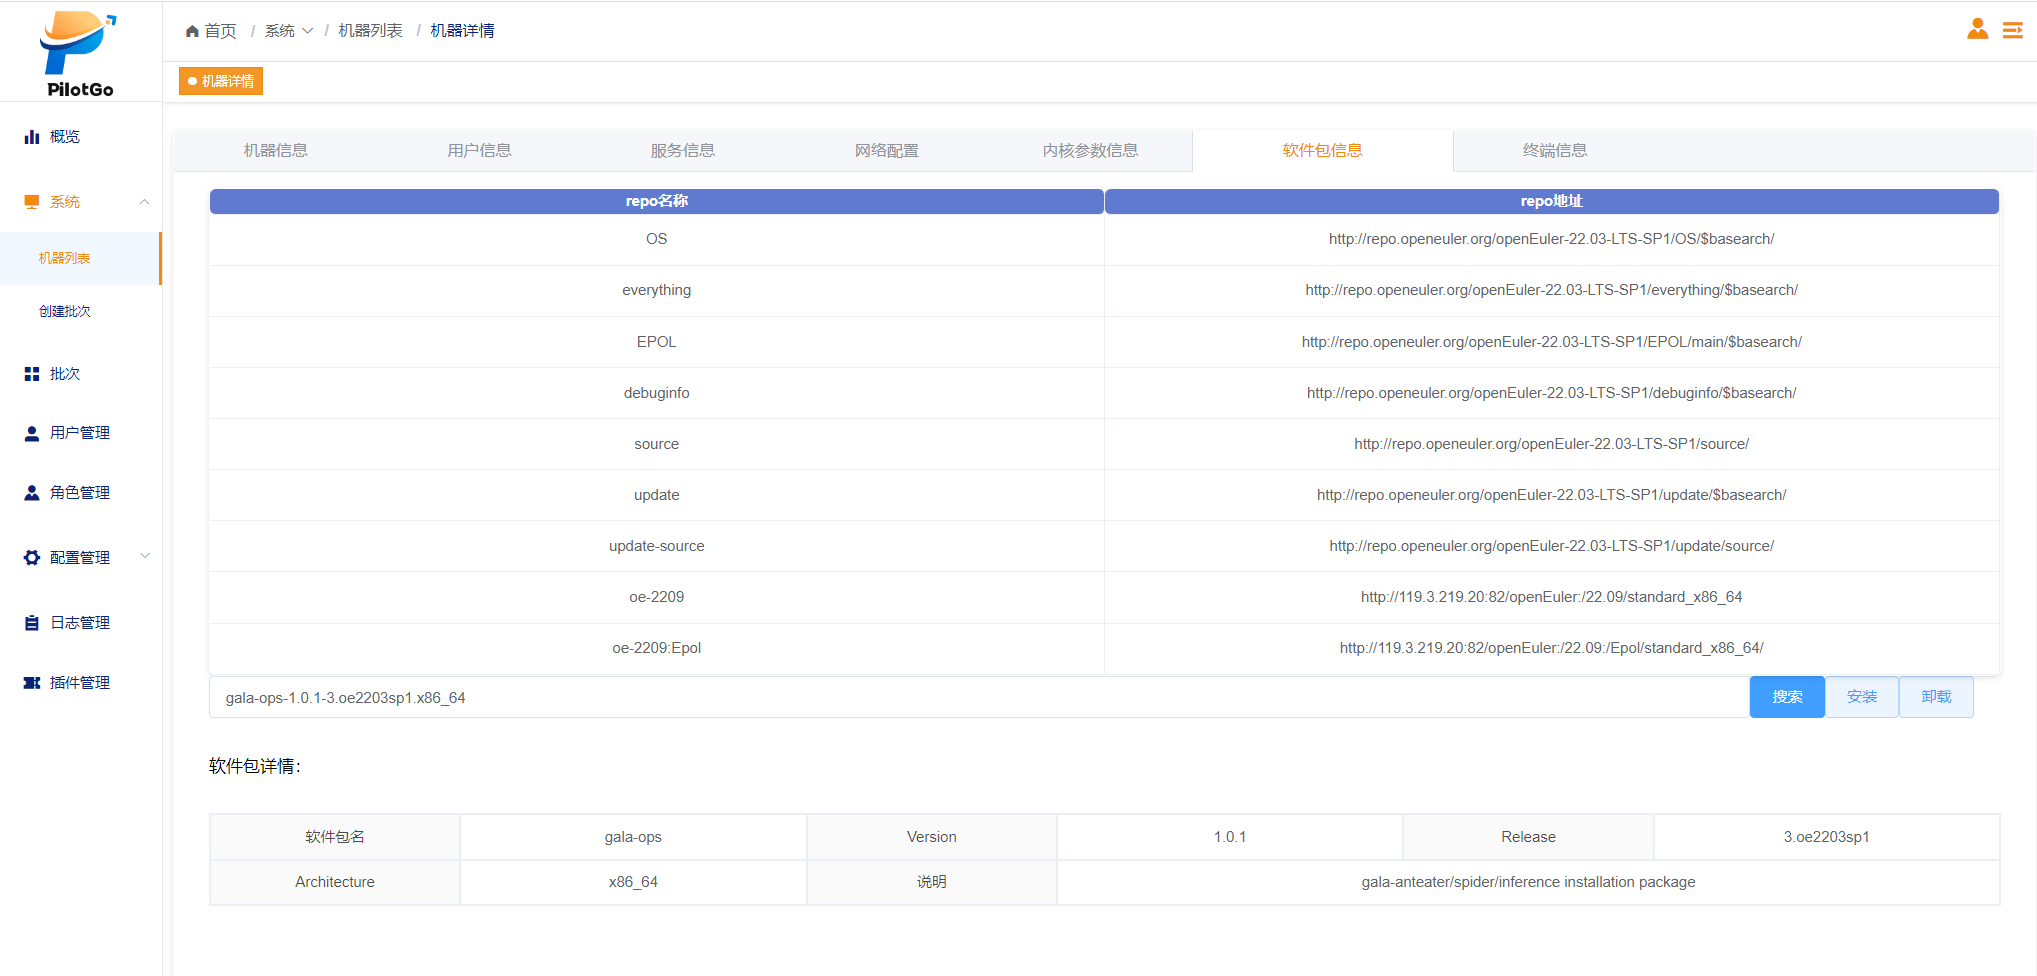 PilotGo
首页 / 系统 / 机器列表 / 机器详情
机器详情
概览
系统
机器列表
创建批次
批次
用户管理
角色管理
配置管理
日志管理
插件管理
机器信息 用户信息 服务信息 网络配置 内核参数信息 软件包信息 终端信息
repo名称 repo地址
OS http://repo.openeuler.org/openEuler-22.03-LTS-SP1/OS/$basearch/
everything http://repo.openeuler.org/openEuler-22.03-LTS-SP1/everything/$basearch/
EPOL http://repo.openeuler.org/openEuler-22.03-LTS-SP1/EPOL/main/$basearch/
debuginfo http://repo.openeuler.org/openEuler-22.03-LTS-SP1/debuginfo/$basearch/
source http://repo.openeuler.org/openEuler-22.03-LTS-SP1/source/
update http://repo.openeuler.org/openEuler-22.03-LTS-SP1/update/$basearch/
update-source http://repo.openeuler.org/openEuler-22.03-LTS-SP1/update/source/
oe-2209 http://119.3.219.20:82/openEuler:/22.09/standard_x86_64
oe-2209:Epol http://119.3.219.20:82/openEuler:/22.09:/Epol/standard_x86_64/
gala-ops-1.0.1-3.oe2203sp1.x86_64 搜索 安装 卸载
软件包详情：
软件包名 gala-ops Version 1.0.1 Release 3.oe2203sp1
Architecture x86_64 说明 gala-anteater/spider/inference installation package